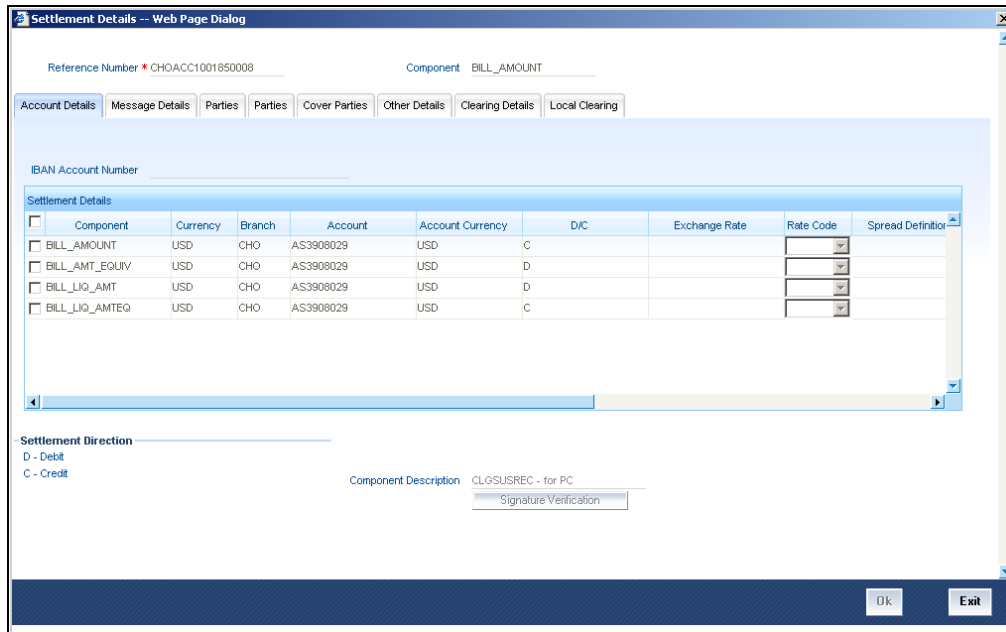 Settlement Details -- Web Page Dialog
Reference Number * CHOACC1001850008 Component BILL_AMOUNT
Account Details Message Details Parties Parties Cover Parties Other Details Clearing Details Local Clearing
IBAN Account Number
Settlement Details
Component Currency Branch Account Account Currency D/C Exchange Rate Rate Code Spread Definition
BILL_AMOUNT USD CHO AS3908029 USD C
BILL_AMT_EQUIV USD CHO AS3908029 USD D
BILL_LIQ_AMT USD CHO AS3908029 USD D
BILL_LIQ_AMTEQ USD CHO AS3908029 USD C
Settlement Direction
D - Debit
C - Credit
Component Description CLGSUSREC - for PC
Signature Verification
Ok Exit